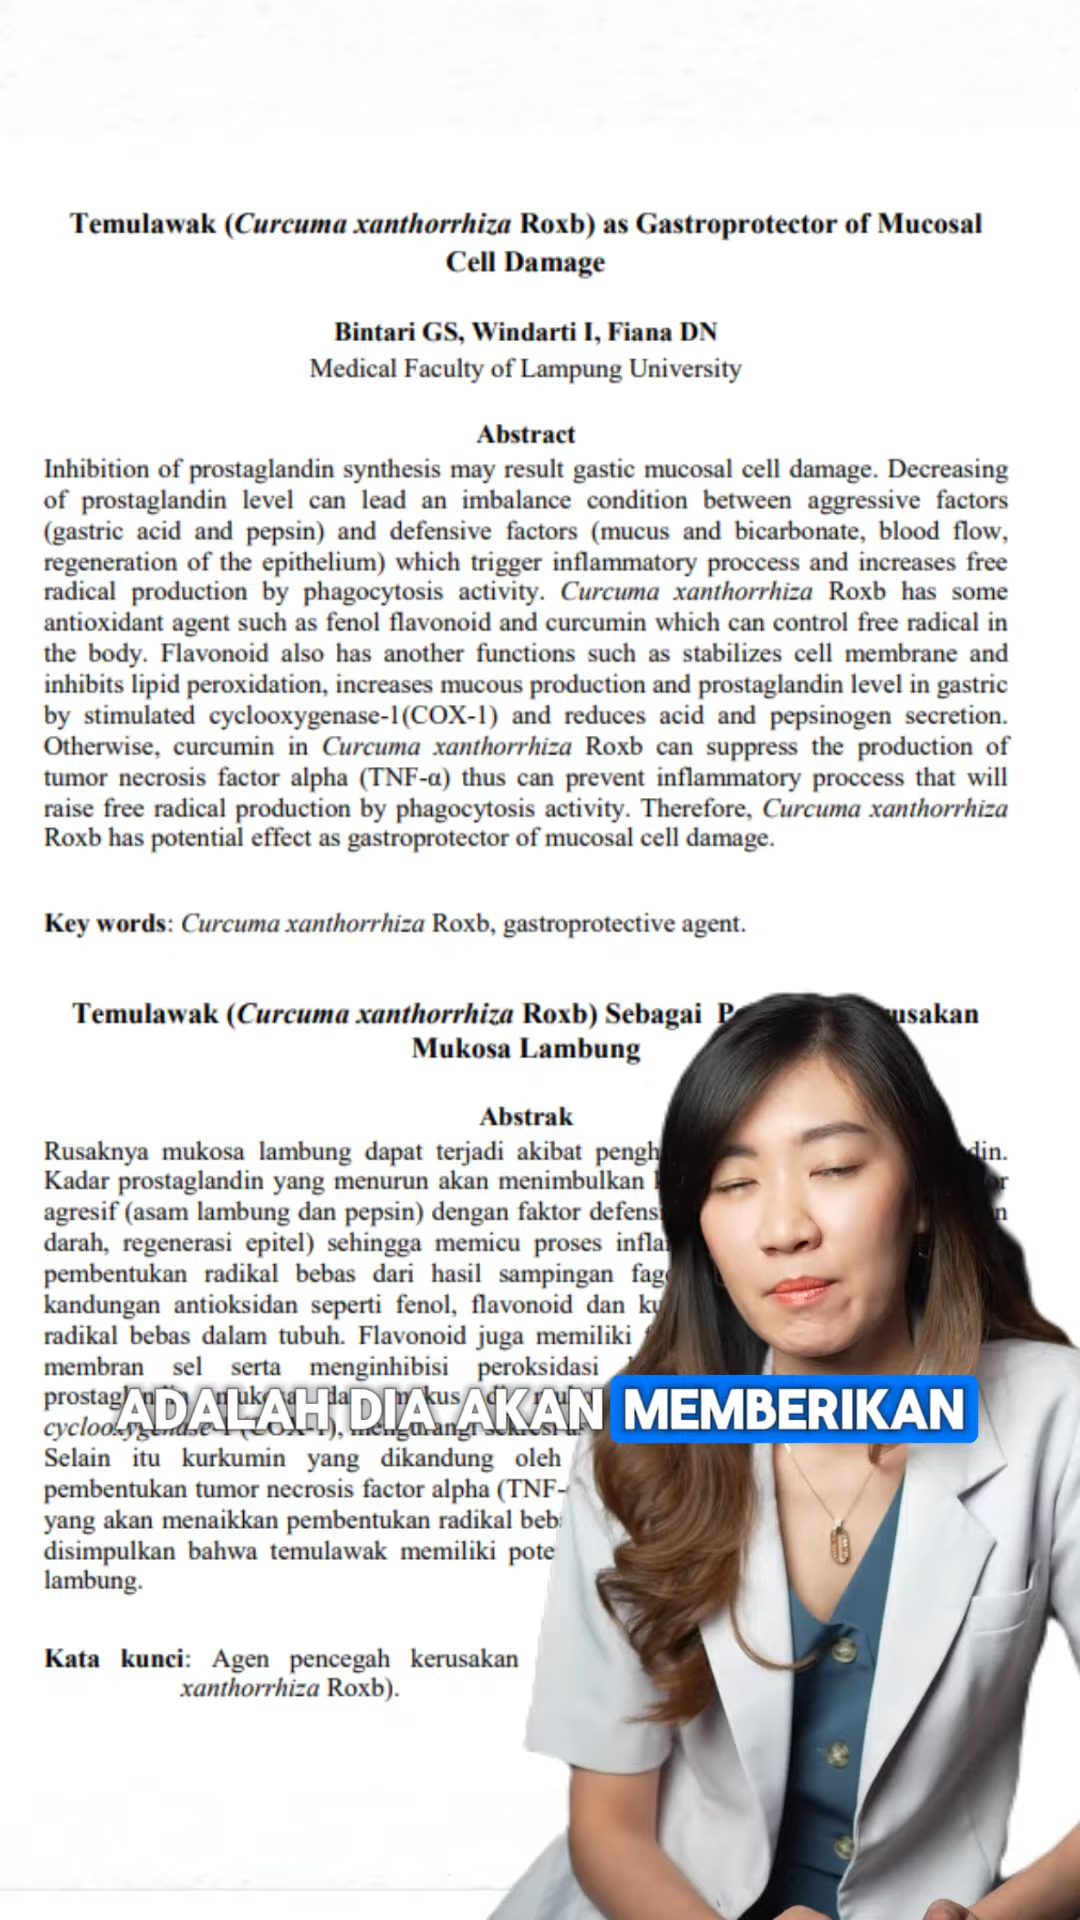 Temulawak (Curcuma xanthorrhiza Roxb) as Gastroprotector of Mucosal
Cell Damage
Bintari GS, Windarti I, Fiana DN
Medical Faculty of Lampung University
Abstract
Inhibition of prostaglandin synthesis may result gastic mucosal cell damage. Decreasing
of prostaglandin level can lead an imbalance condition between aggressive factors
(gastric acid and pepsin) and defensive factors (mucus and bicarbonate, blood flow,
regeneration of the epithelium) which trigger inflammatory proccess and increases free
radical production by phagocytosis activity. Curcuma xanthorrhiza Roxb has some
antioxidant agent such as fenol flavonoid and curcumin which can control free radical in
the body. Flavonoid also has another functions such as stabilizes cell membrane and
inhibits lipid peroxidation, increases mucous production and prostaglandin level in gastric
by stimulated cyclooxygenase-1(COX-1) and reduces acid and pepsinogen secretion.
Otherwise, curcumin in Curcuma xanthorrhiza Roxb can suppress the production of
tumor necrosis factor alpha (TNF-α) thus can prevent inflammatory proccess that will
raise free radical production by phagocytosis activity. Therefore, Curcuma xanthorrhiza
Roxb has potential effect as gastroprotector of mucosal cell damage.
Key words: Curcuma xanthorrhiza Roxb, gastroprotective agent.
Temulawak (Curcuma xanthorrhiza Roxb) Sebagai
Mukosa Lambung
Abstrak
Rusaknya mukosa lambung dapat terjadi akibat
Kadar prostaglandin yang menurun akan menimbulkan
agresif (asam lambung dan pepsin) dengan faktor
darah, regenerasi epitel) sehingga memicu proses
pembentukan radikal bebas dari hasil sampingan
kandungan antioksidan seperti fenol, flavonoid dan
radikal bebas dalam tubuh. Flavonoid juga memiliki
membran sel serta menginhibisi peroksidasi
ADALAH DIA AKAN MEMBERIKAN
Selain itu kurkumin yang dikandung oleh
pembentukan tumor necrosis factor alpha
yang akan menaikkan pembentukan radikal
disimpulkan bahwa temulawak memiliki
lambung.
Kata kunci: Agen pencegah kerusakan
xanthorrhiza Roxb).